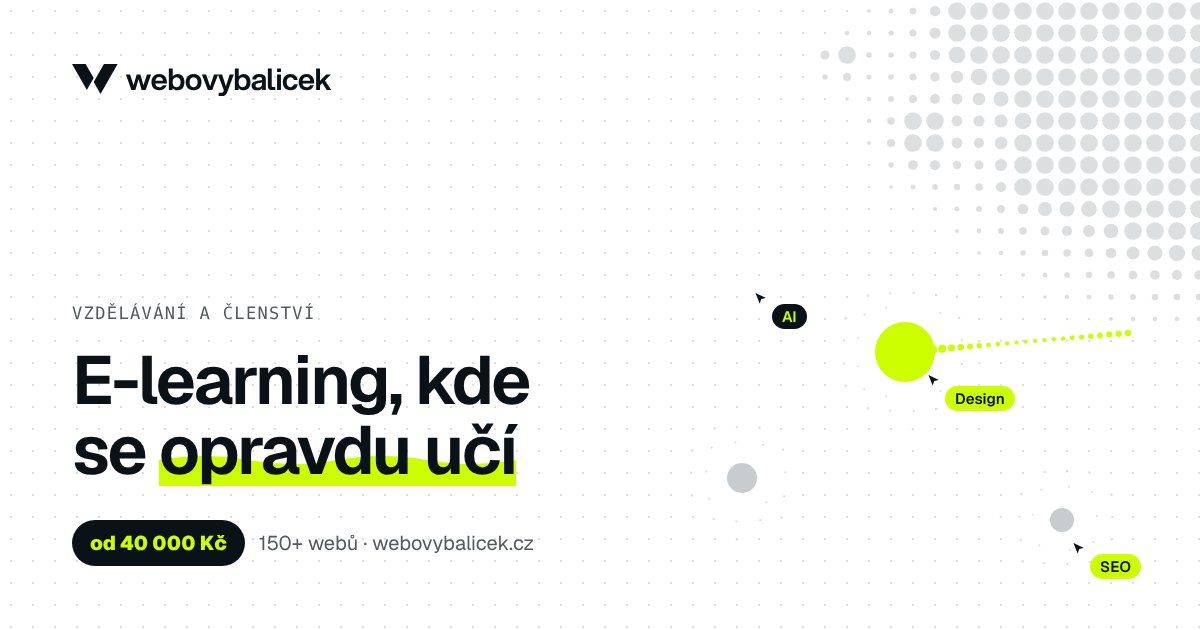 webovybalicek
VZDĚLÁVÁNÍ A ČLENSTVÍ
E-learning, kde
se opravdu učí
od 40 000 Kč
150+ webů · webovybalicek.cz
AI
Design
SEO